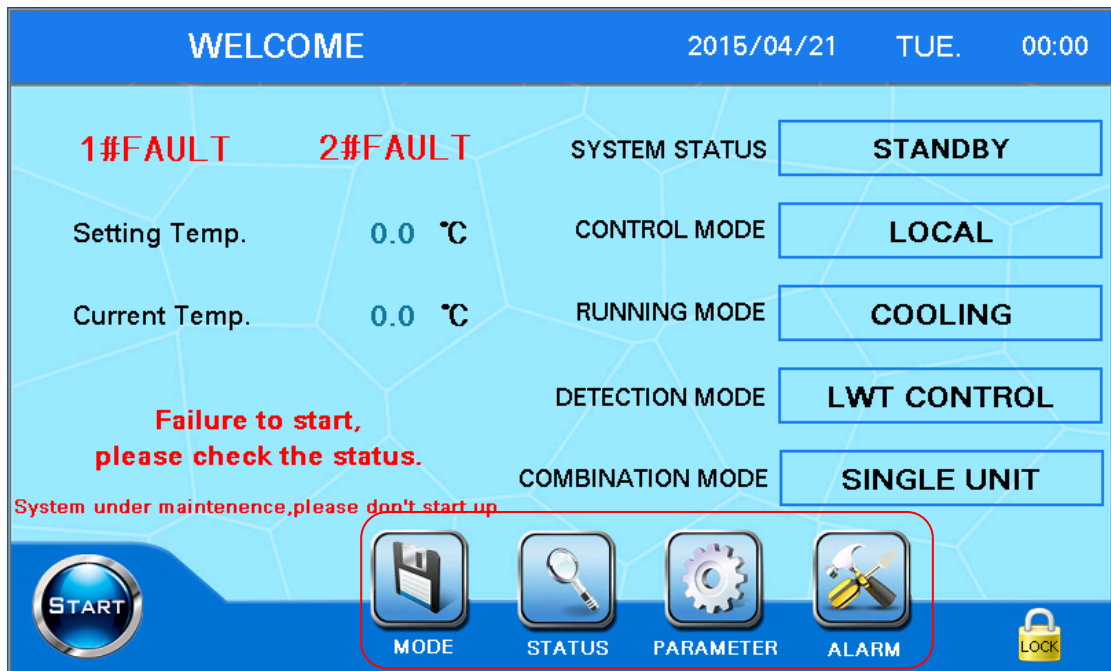 WELCOME 2015/04/21 TUE. 00:00
1#FAULT 2#FAULT SYSTEM STATUS STANDBY
Setting Temp. 0.0 ℃ CONTROL MODE LOCAL
Current Temp. 0.0 ℃ RUNNING MODE COOLING
DETECTION MODE LWT CONTROL
Failure to start,
please check the status.
COMBINATION MODE SINGLE UNIT
System under maintenence,please don't start up
START
MODE STATUS PARAMETER ALARM
LOCK